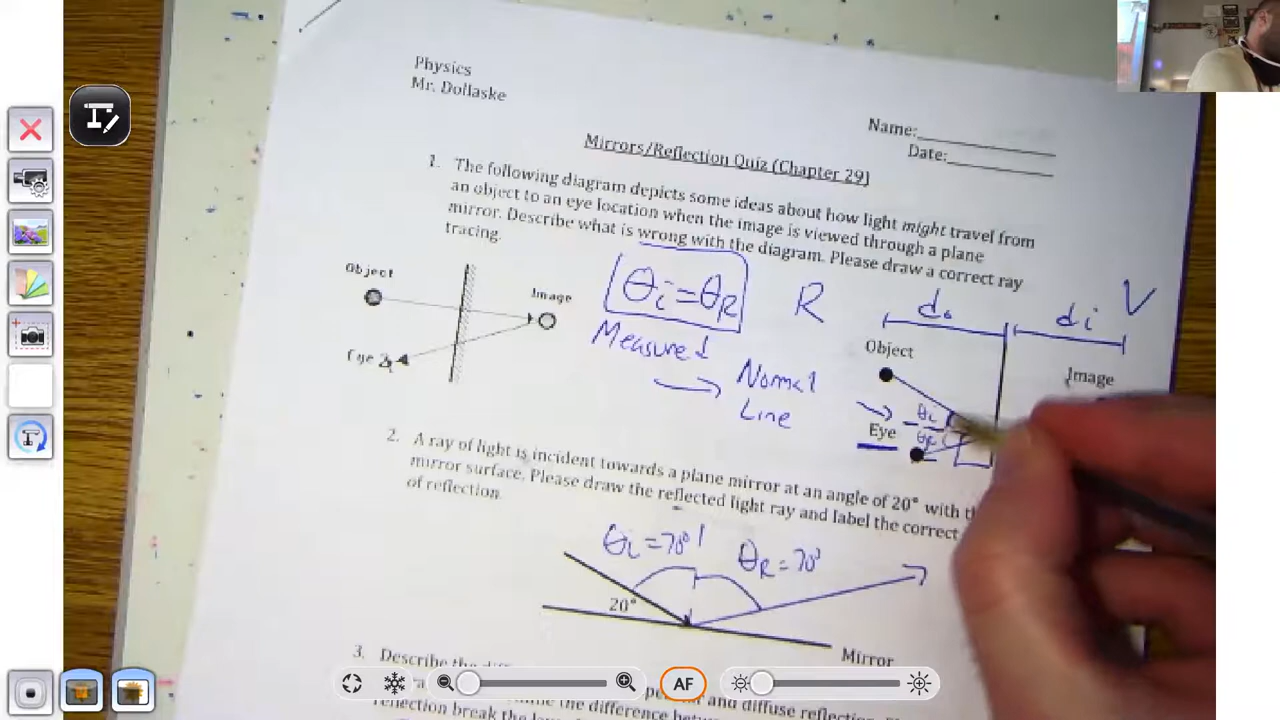 Physics
Mr. Dollaske
Name:
Date:
Mirrors/Reflection Quiz (Chapter 29)
1. The following diagram depicts some ideas about how light might travel from
an object to an eye location when the image is viewed through a plane
mirror. Describe what is wrong with the diagram. Please draw a correct ray
tracing.
Object
Image
Eye
θi = θR
Measured
→ Normal
Line
R
V
do
di
Object
Image
Eye
θi
θR
2. A ray of light is incident towards a plane mirror at an angle of 20° with
mirror surface. Please draw the reflected light ray and label the correct
of reflection.
θi = 70°
θR = 70°
20°
Mirror
3. Describe the
and diffuse reflection.
reflection break the
the difference
AF